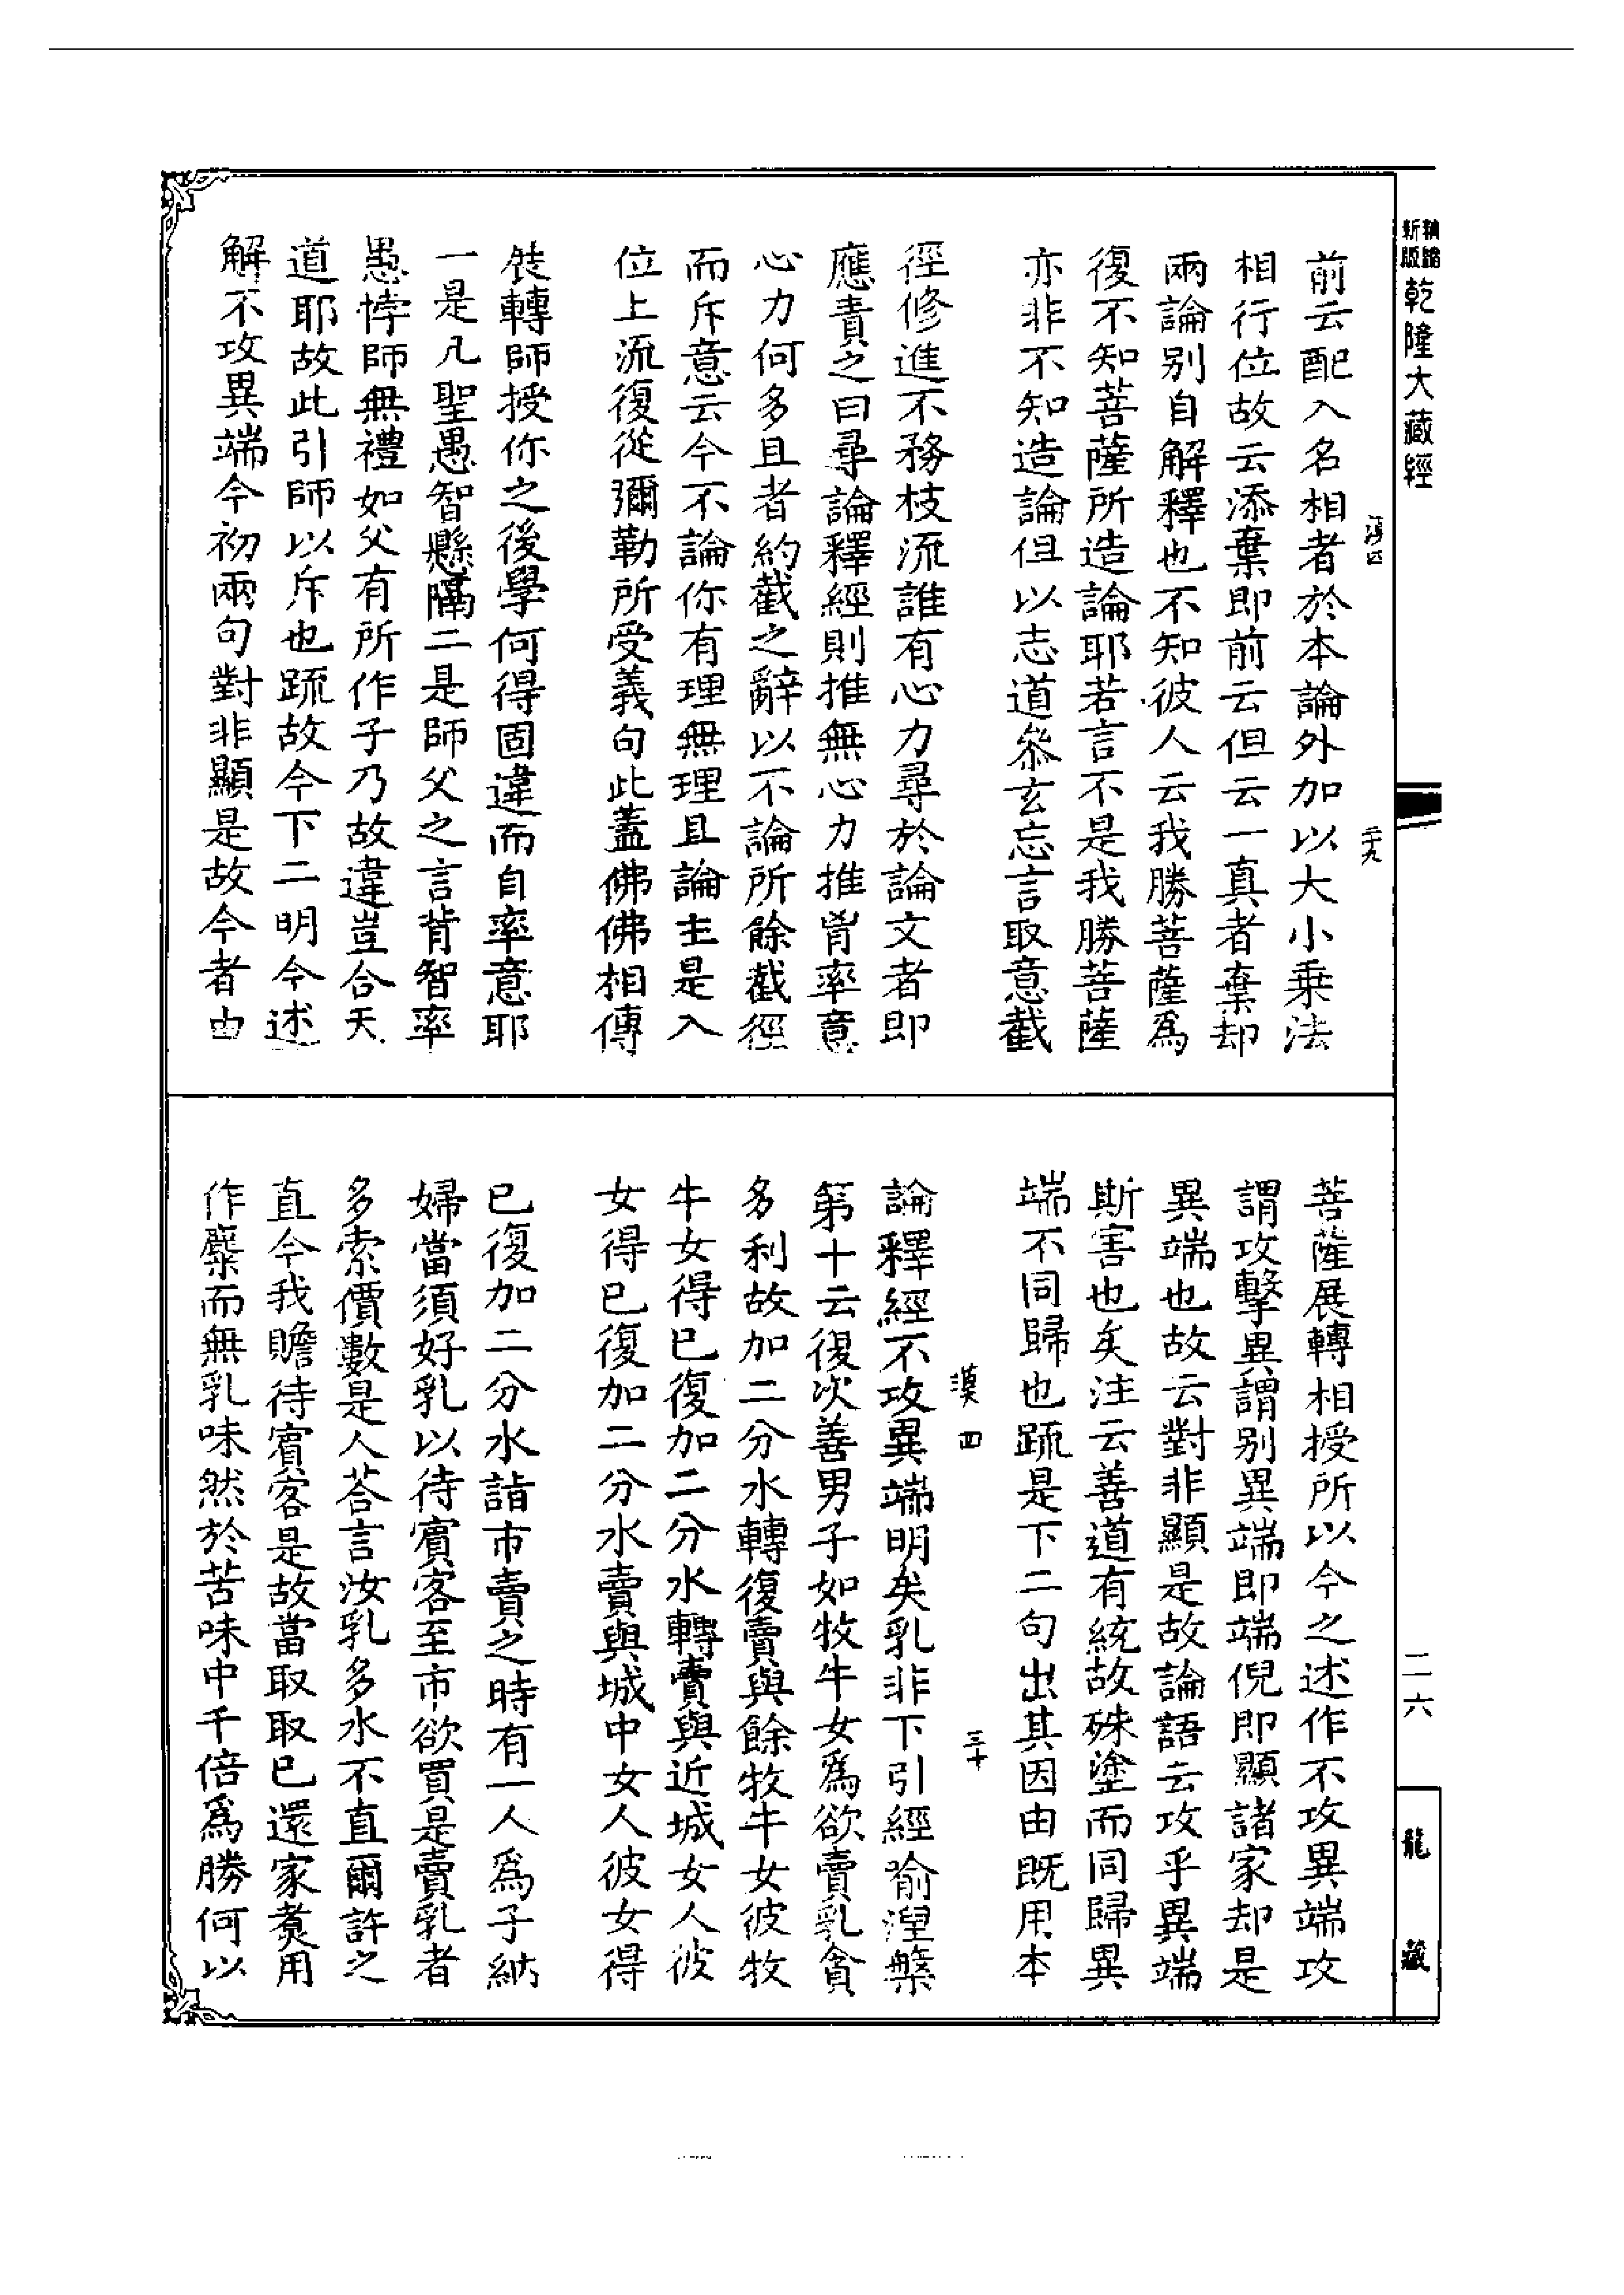 新版
乾隆大藏經
漠四
二十九
前云配入名相者於本論外加以大小乘法
相行位故云添棄即前云但云一真者棄却
兩論别自解釋也不知彼人云我勝菩薩爲
復不知菩薩所造論耶若言不是我勝菩薩
亦非不知造論但以志道叅玄忘言取意截
徑修進不務枝流誰有心力尋於論文者即
應責之曰尋論釋經則推無心力推胷率意
心力何多且者約截之辭以不論所餘截徑
而斥意云今不論你有理無理且論主是入
位上流復從彌勒所受義句此蓋佛佛相傳
展轉師授你之後學何得固違而自率意耶
一是凡聖愚智懸隔二是師父之言背智率
愚悖師無禮如父有所作子乃故違豈合天
道耶故此引師以斥也䟽故今下二明今述
解不攻異端今初兩句對非顯是故今者由
菩薩展轉相授所以今之述作不攻異端攻
謂攻擊異謂别異端即端倪即顯諸家却是
異端也故云對非顯是故論語云攻乎異端
斯害也矣注云善道有統故殊塗而同歸異
端不同歸也䟽是下二句出其因由既用本
漠四
三十
論釋經不攻異端明矣乳非下引經喻涅槃
第十云復次善男子如牧牛女爲欲賣乳貪
多利故加二分水轉復賣與餘牧牛女彼牧
牛女得已復加二分水轉賣與近城女人彼
女得已復加二分水賣與城中女人彼女得
已復加二分水詣市賣之時有一人爲子納
婦當須好乳以待賓客至市欲買是賣乳者
多索價數是人荅言汝乳多水不直爾許之
直今我瞻待賓客是故當取取已還家煑用
作糜而無乳味然於苦味中千倍爲勝何以
二六
龍藏